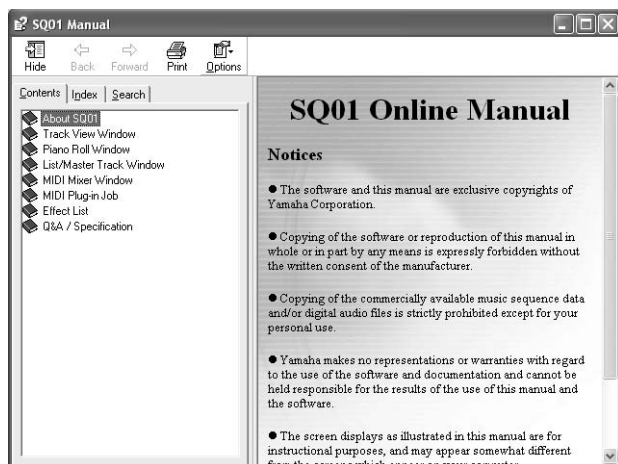 SQ01 Manual
Hide Back Forward Print Options
Contents Index Search
About SQ01
Track View Window
Piano Roll Window
List/Master Track Window
MIDI Mixer Window
MIDI Plug-in Job
Effect List
Q&A / Specification
SQ01 Online Manual
Notices
● The software and this manual are exclusive copyrights of
Yamaha Corporation.
● Copying of the software or reproduction of this manual in
whole or in part by any means is expressly forbidden without
the written consent of the manufacturer.
● Copying of the commercially available music sequence data
and/or digital audio files is strictly prohibited except for your
personal use.
● Yamaha makes no representations or warranties with regard
to the use of the software and documentation and cannot be
held responsible for the results of the use of this manual and
the software.
● The screen displays as illustrated in this manual are for
instructional purposes, and may appear somewhat different